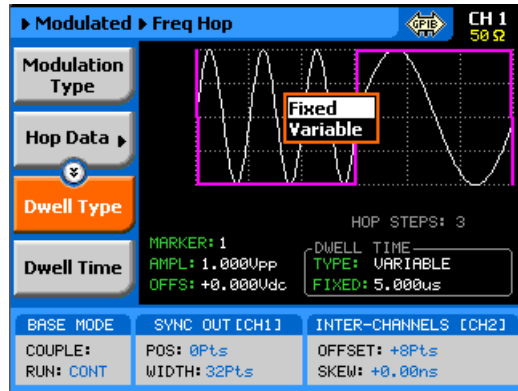 ▶ Modulated ▶ Freq Hop
GPIB
CH 1
50 Ω
Modulation
Type
Hop Data ▶
Dwell Type
Dwell Time
Fixed
Variable
HOP STEPS: 3
MARKER: 1
AMPL: 1.000Vpp
OFFS: +0.000Vdc
DWELL TIME
TYPE: VARIABLE
FIXED: 5.000us
BASE MODE
COUPLE:
RUN: CONT
SYNC OUT [CH1]
POS: 0Pts
WIDTH: 32Pts
INTER-CHANNELS [CH2]
OFFSET: +8Pts
SKEW: +0.00ns